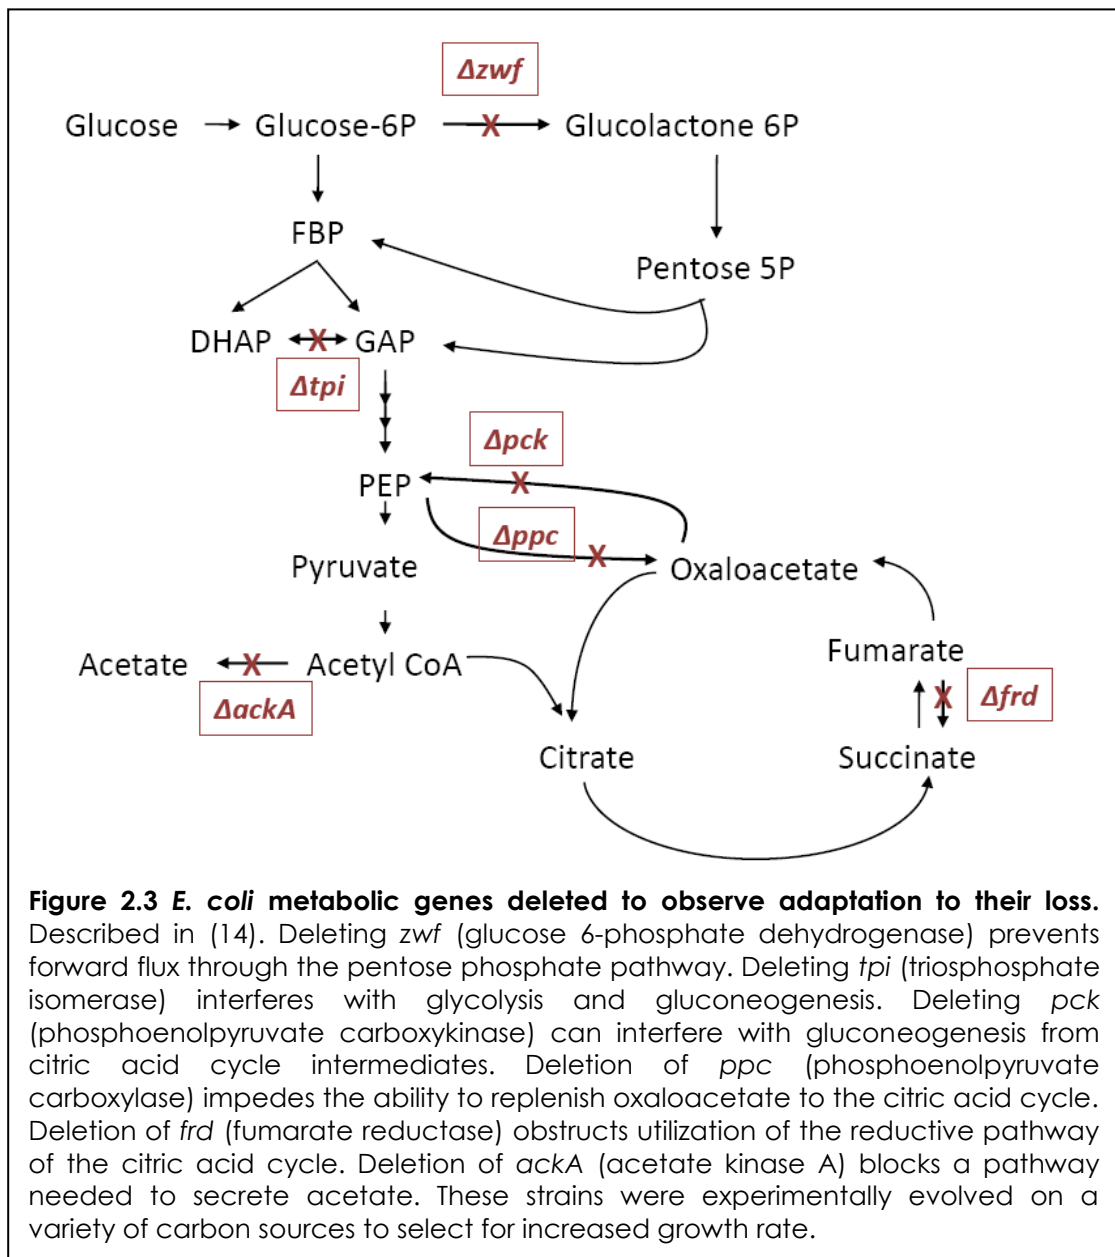 Δzwf
Glucose Glucose-6P X Glucolactone 6P
FBP
Pentose 5P
DHAP X GAP
Δtpi
Δpck
PEP X
Δppc X
Pyruvate
Oxaloacetate
Fumarate
Acetate X Acetyl CoA
ΔackA
X Δfrd
Citrate
Succinate
Figure 2.3 E. coli metabolic genes deleted to observe adaptation to their loss.
Described in (14). Deleting zwf (glucose 6-phosphate dehydrogenase) prevents
forward flux through the pentose phosphate pathway. Deleting tpi (triosphate
isomerase) interferes with glycolysis and gluconeogenesis. Deleting pck
(phosphoenolpyruvate carboxykinase) can interfere with gluconeogenesis from
citric acid cycle intermediates. Deletion of ppc (phosphoenolpyruvate
carboxylase) impedes the ability to replenish oxaloacetate to the citric acid cycle.
Deletion of frd (fumarate reductase) obstructs utilization of the reductive pathway
of the citric acid cycle. Deletion of ackA (acetate kinase A) blocks a pathway
needed to secrete acetate. These strains were experimentally evolved on a
variety of carbon sources to select for increased growth rate.